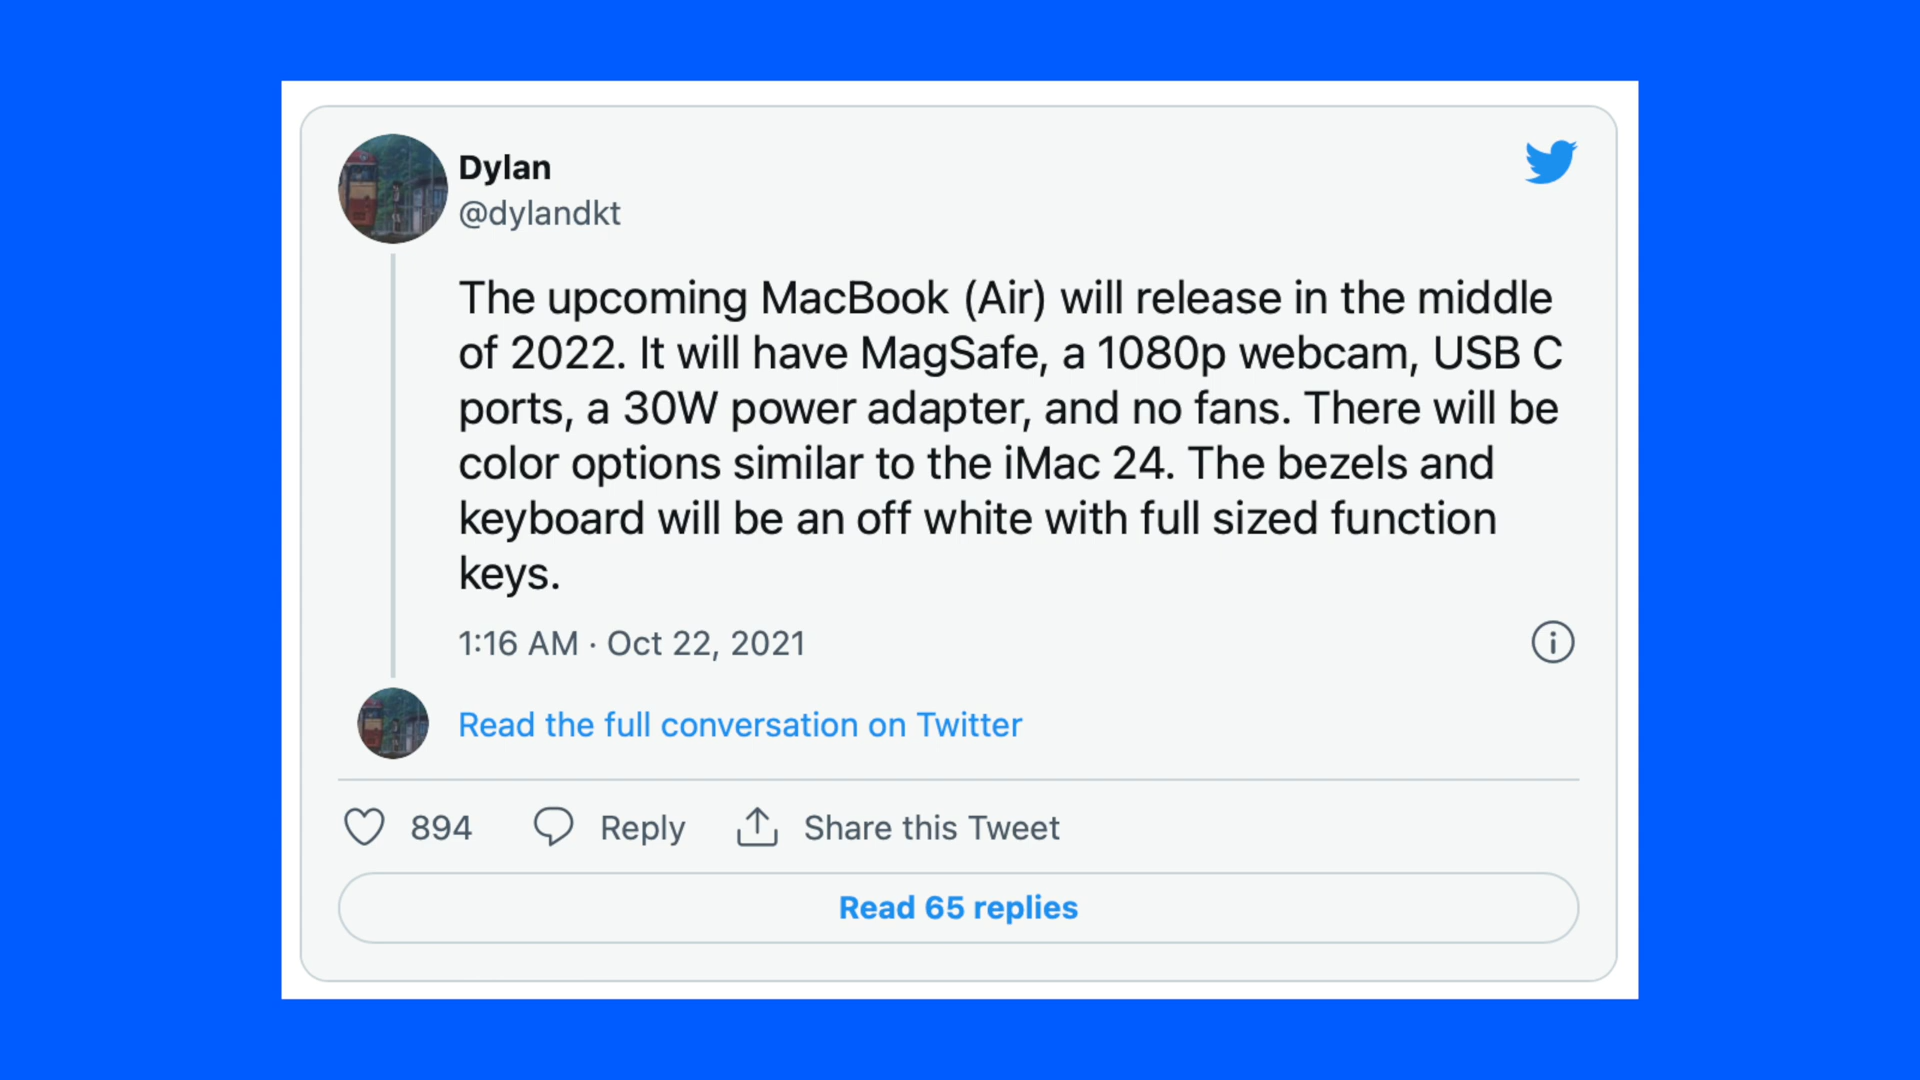 Dylan
@dylandkt
The upcoming MacBook (Air) will release in the middle
of 2022. It will have MagSafe, a 1080p webcam, USB C
ports, a 30W power adapter, and no fans. There will be
color options similar to the iMac 24. The bezels and
keyboard will be an off white with full sized function
keys.
1:16 AM · Oct 22, 2021
Read the full conversation on Twitter
894 Reply Share this Tweet
Read 65 replies